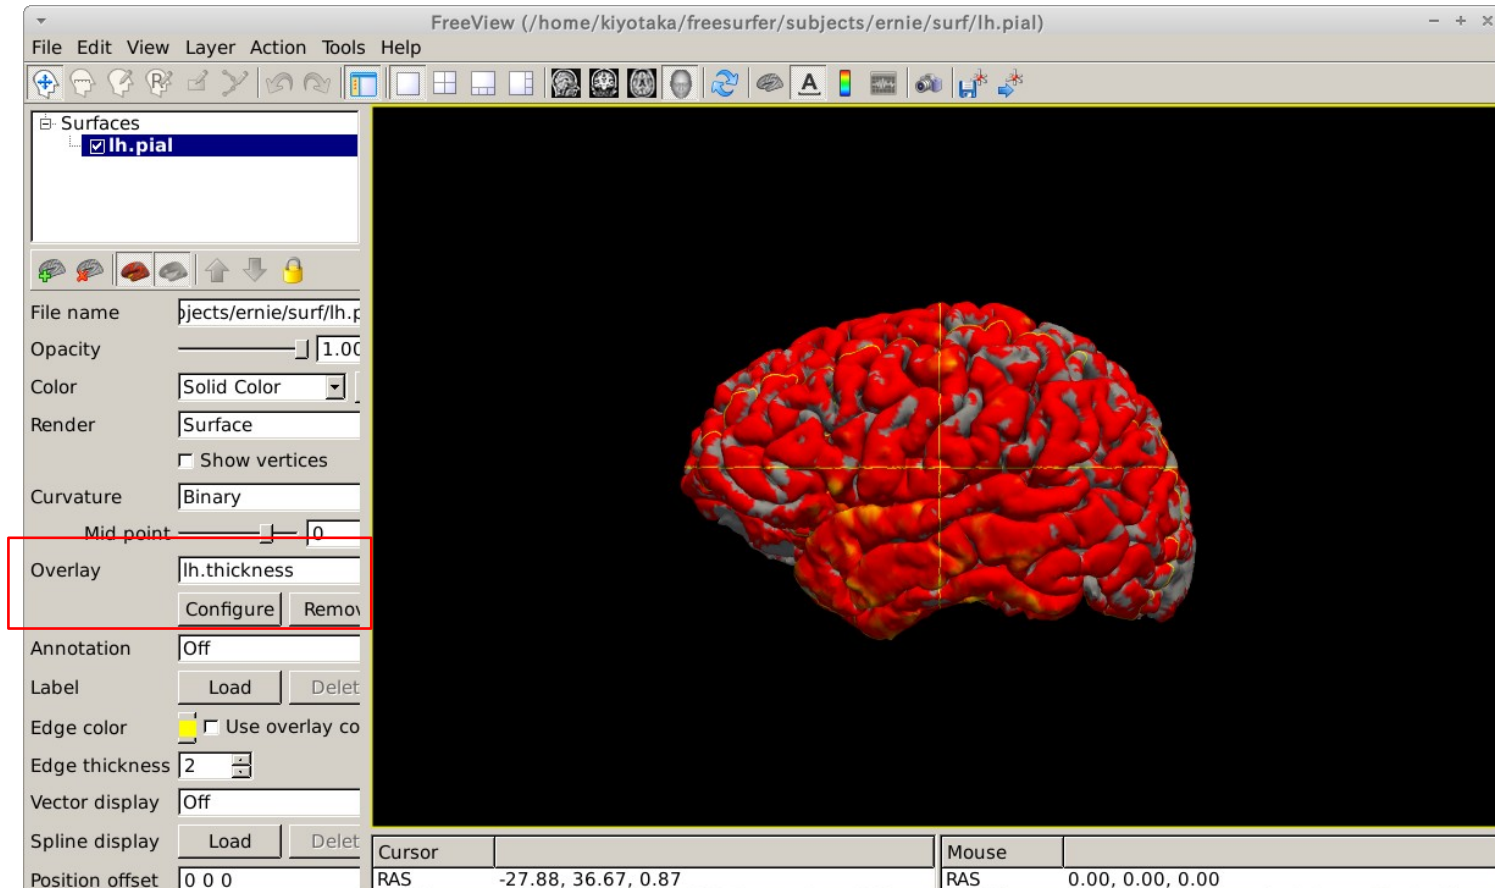 FreeView (/home/kiyotaka/freesurfer/subjects/ernie/surf/lh.pial)
File Edit View Layer Action Tools Help
Surfaces
lh.pial
File name bjects/ernie/surf/lh.p
Opacity 1.00
Color Solid Color
Render Surface
Show vertices
Curvature Binary
Mid point 0
Overlay lh.thickness
Configure Remov
Annotation Off
Label Load Delet
Edge color Use overlay co
Edge thickness 2
Vector display Off
Spline display Load Delet
Position offset 0 0 0
Cursor Mouse
RAS -27.88, 36.67, 0.87 RAS 0.00, 0.00, 0.00